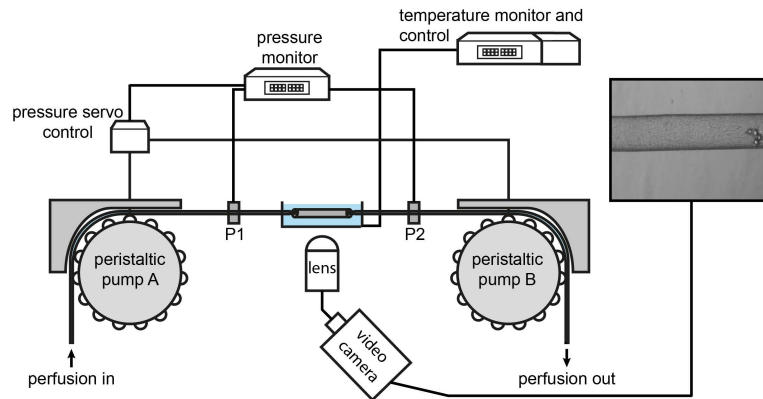 temperature monitor and
control
pressure
monitor
pressure servo
control
P1
P2
peristaltic
pump A
lens
peristaltic
pump B
video
camera
perfusion in
perfusion out